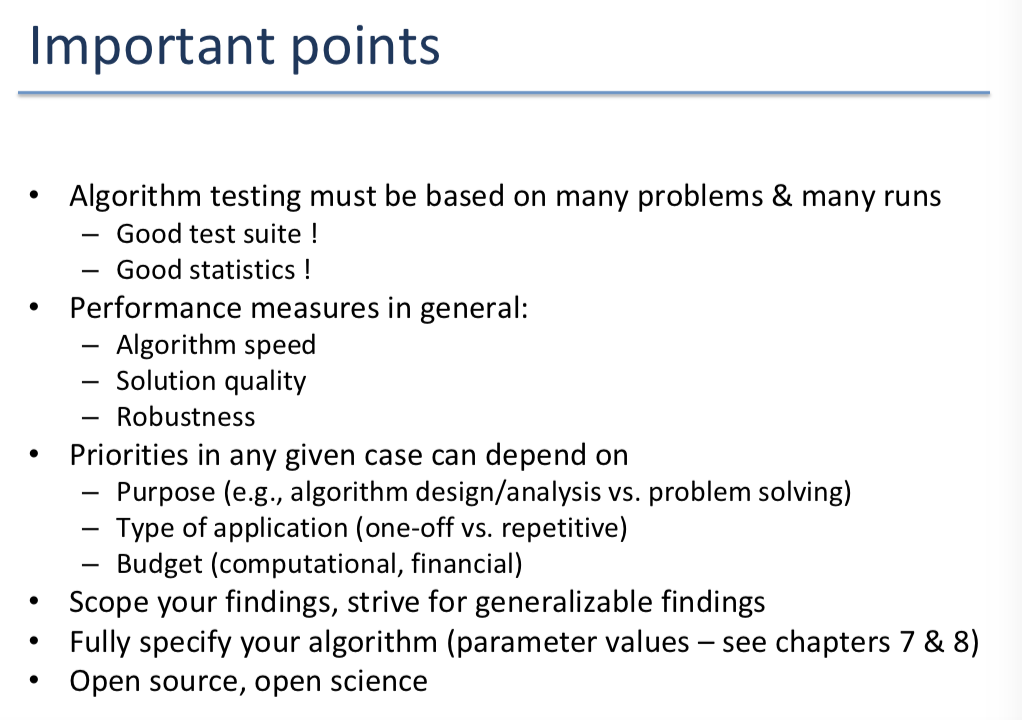 Important points
• Algorithm testing must be based on many problems & many runs
– Good test suite !
– Good statistics !
• Performance measures in general:
– Algorithm speed
– Solution quality
– Robustness
• Priorities in any given case can depend on
– Purpose (e.g., algorithm design/analysis vs. problem solving)
– Type of application (one-off vs. repetitive)
– Budget (computational, financial)
• Scope your findings, strive for generalizable findings
• Fully specify your algorithm (parameter values – see chapters 7 & 8)
• Open source, open science